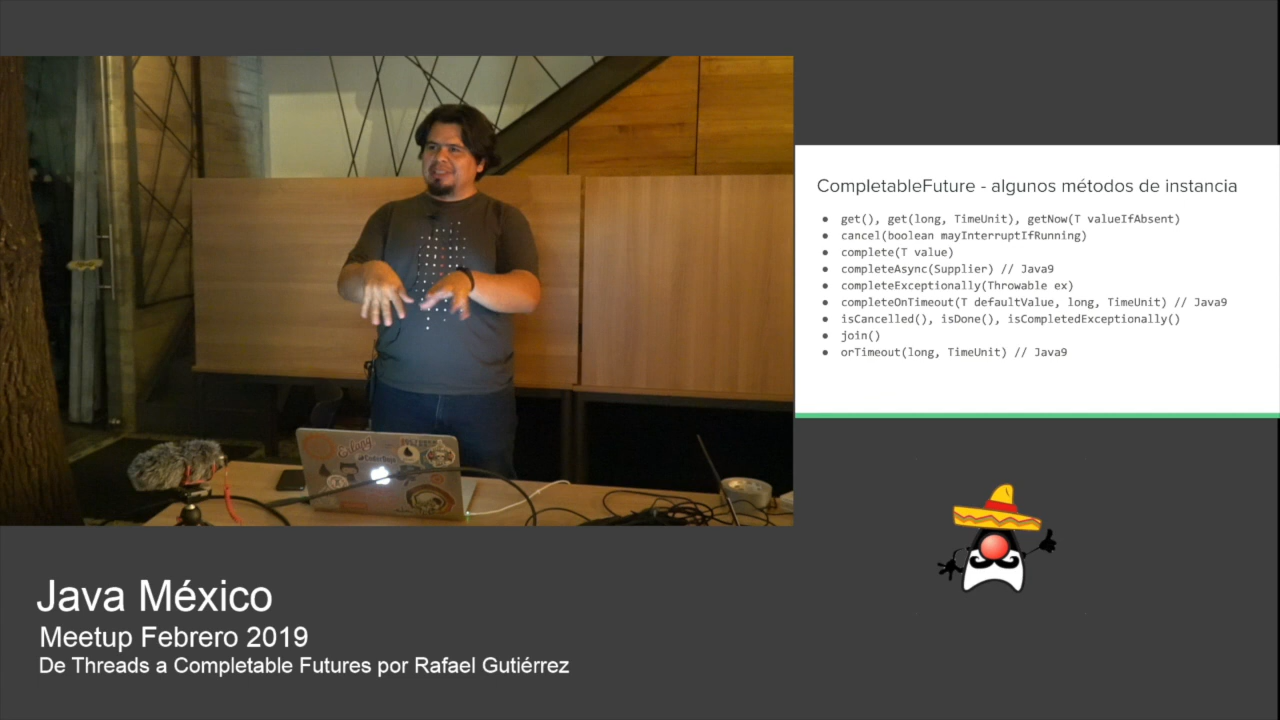 CompletableFuture - algunos métodos de instancia
● get(), get(long, TimeUnit), getNow(T valueIfAbsent)
● cancel(boolean mayInterruptIfRunning)
● complete(T value)
● completeAsync(Supplier) // Java9
● completeExceptionally(Throwable ex)
● completeOnTimeout(T defaultValue, long, TimeUnit) // Java9
● isCancelled(), isDone(), isCompletedExceptionally()
● join()
● orTimeout(long, TimeUnit) // Java9
Java México
Meetup Febrero 2019
De Threads a Completable Futures por Rafael Gutiérrez